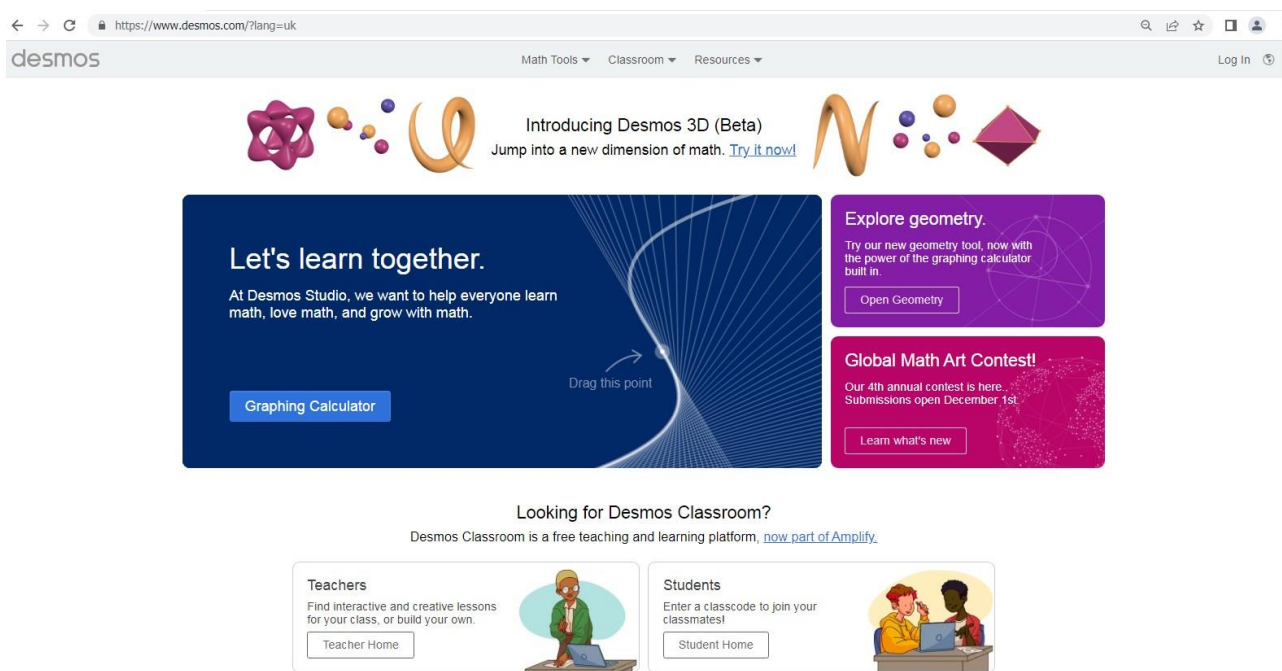 https://www.desmos.com/?lang=uk
desmos
Math Tools
Classroom
Resources
Log In
Introducing Desmos 3D (Beta)
Jump into a new dimension of math. Try it now!
Let's learn together.
At Desmos Studio, we want to help everyone learn
math, love math, and grow with math.
Drag this point
Graphing Calculator
Explore geometry.
Try our new geometry tool, now with
the power of the graphing calculator
built in.
Open Geometry
Global Math Art Contest!
Our 4th annual contest is here..
Submissions open December 1st.
Learn what's new
Looking for Desmos Classroom?
Desmos Classroom is a free teaching and learning platform, now part of Amplify.
Teachers
Find interactive and creative lessons
for your class, or build your own.
Teacher Home
Students
Enter a classcode to join your
classmates!
Student Home